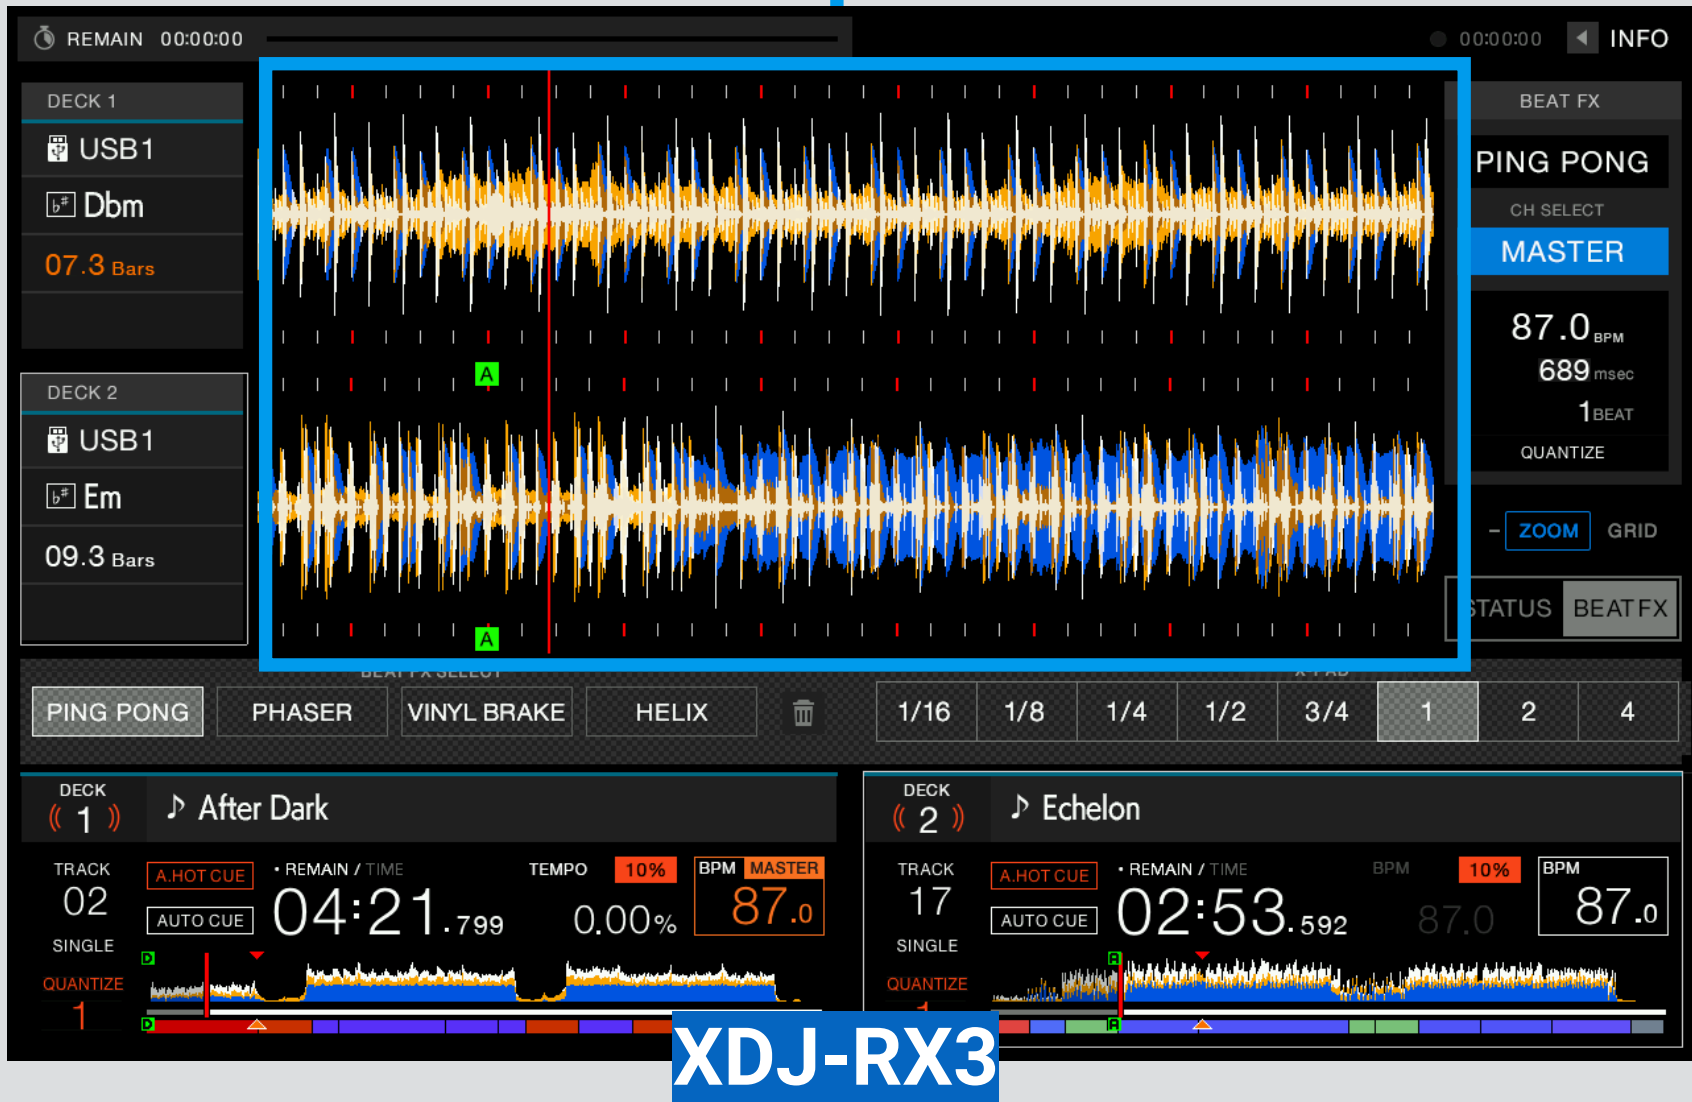 REMAIN 00:00:00
00:00:00 INFO
DECK 1
USB1
Dbm
07.3 Bars
DECK 2
USB1
Em
09.3 Bars
A
A
BEAT FX
PING PONG
CH SELECT
MASTER
87.0 BPM
689 msec
1 BEAT
QUANTIZE
- ZOOM GRID
STATUS BEAT FX
BEAT FX SELECT
X-PAD
PING PONG PHASER VINYL BRAKE HELIX
1/16 1/8 1/4 1/2 3/4 1 2 4
DECK
1
After Dark
TRACK
02
SINGLE
QUANTIZE
1
A.HOT CUE
AUTO CUE
REMAIN / TIME
04:21.799
TEMPO 10%
0.00%
BPM MASTER
87.0
D
D
DECK
2
Echelon
TRACK
17
SINGLE
QUANTIZE
1
A.HOT CUE
AUTO CUE
REMAIN / TIME
02:53.592
BPM 10%
87.0
BPM
87.0
A
A
XDJ-RX3